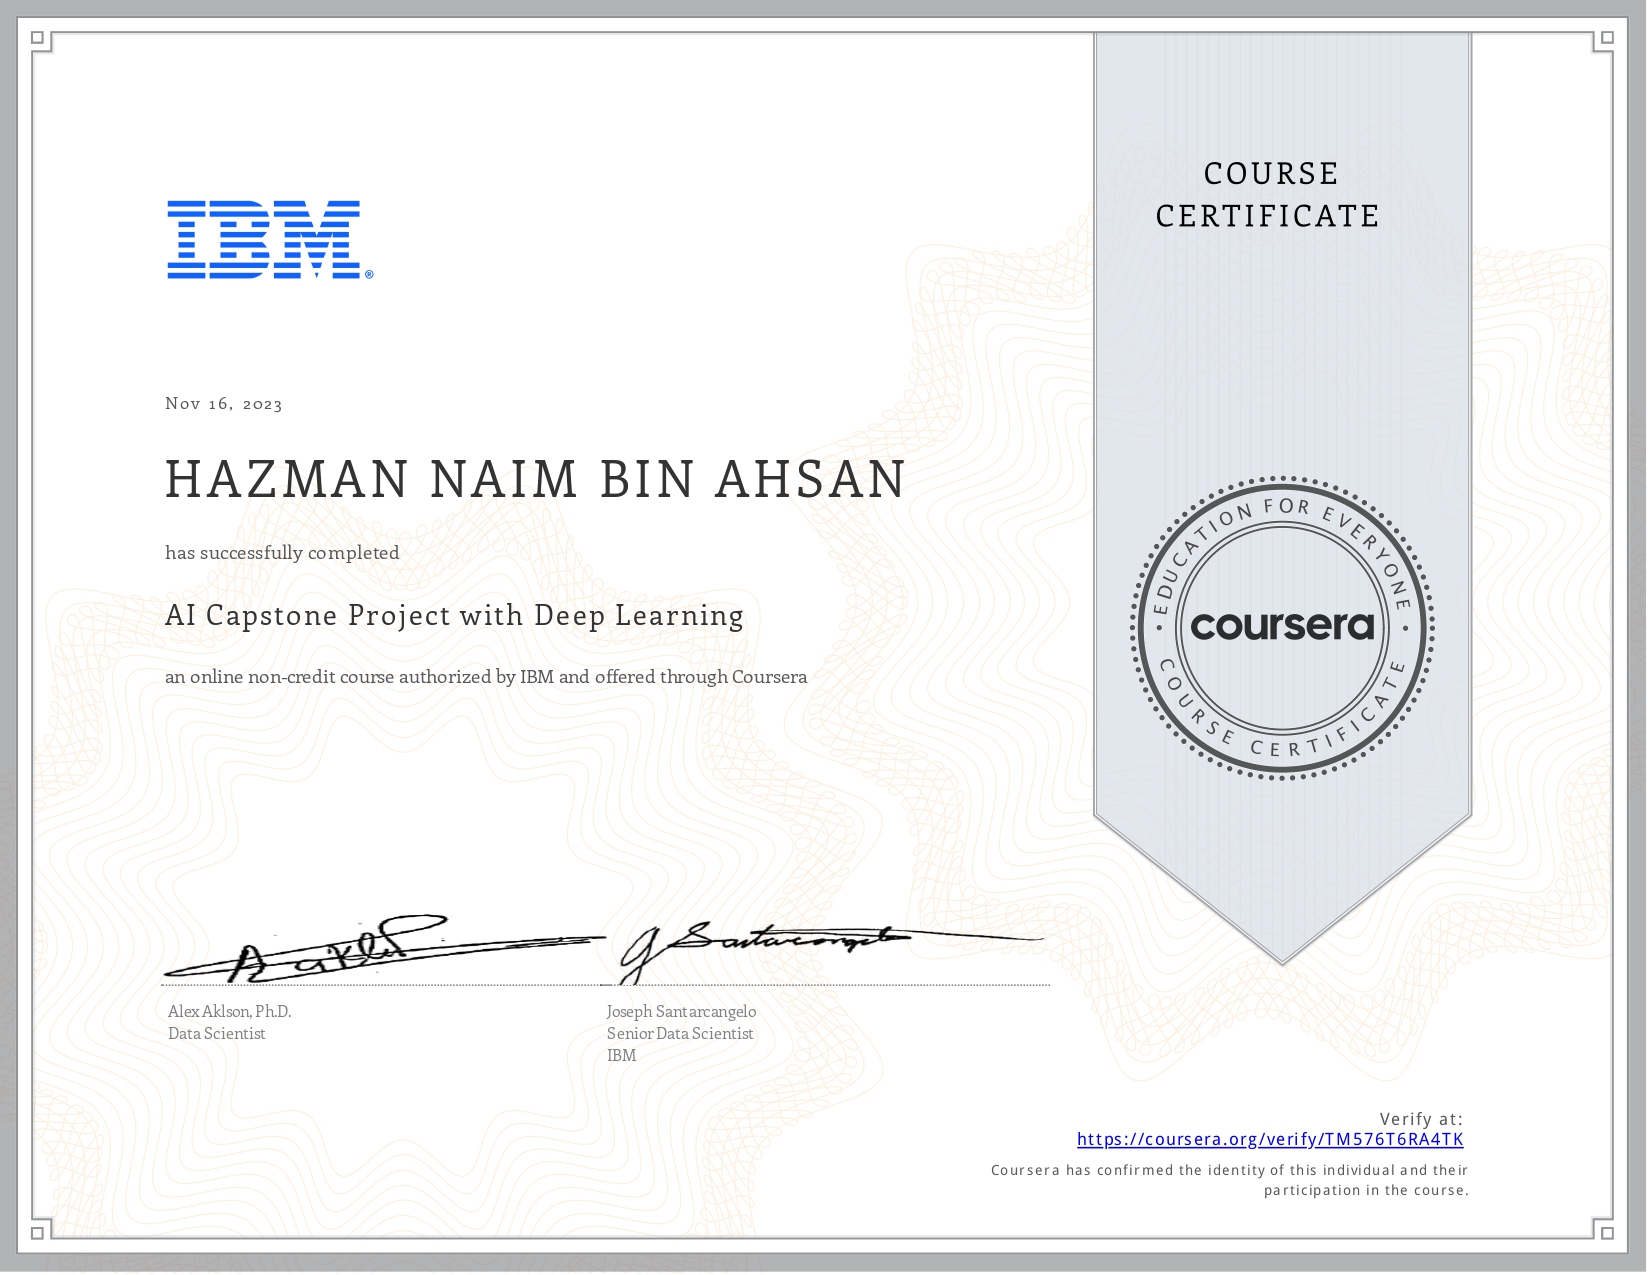 COURSE
CERTIFICATE
IBM®
Nov 16, 2023
HAZMAN NAIM BIN AHSAN
has successfully completed
AI Capstone Project with Deep Learning
an online non-credit course authorized by IBM and offered through Coursera
EDUCATION FOR EVERYONE
coursera
COURSE CERTIFICATE
Alex Aklson, Ph.D.
Data Scientist
Joseph Santarcangelo
Senior Data Scientist
IBM
Verify at:
https://coursera.org/verify/TM576T6RA4TK
Coursera has confirmed the identity of this individual and their
participation in the course.